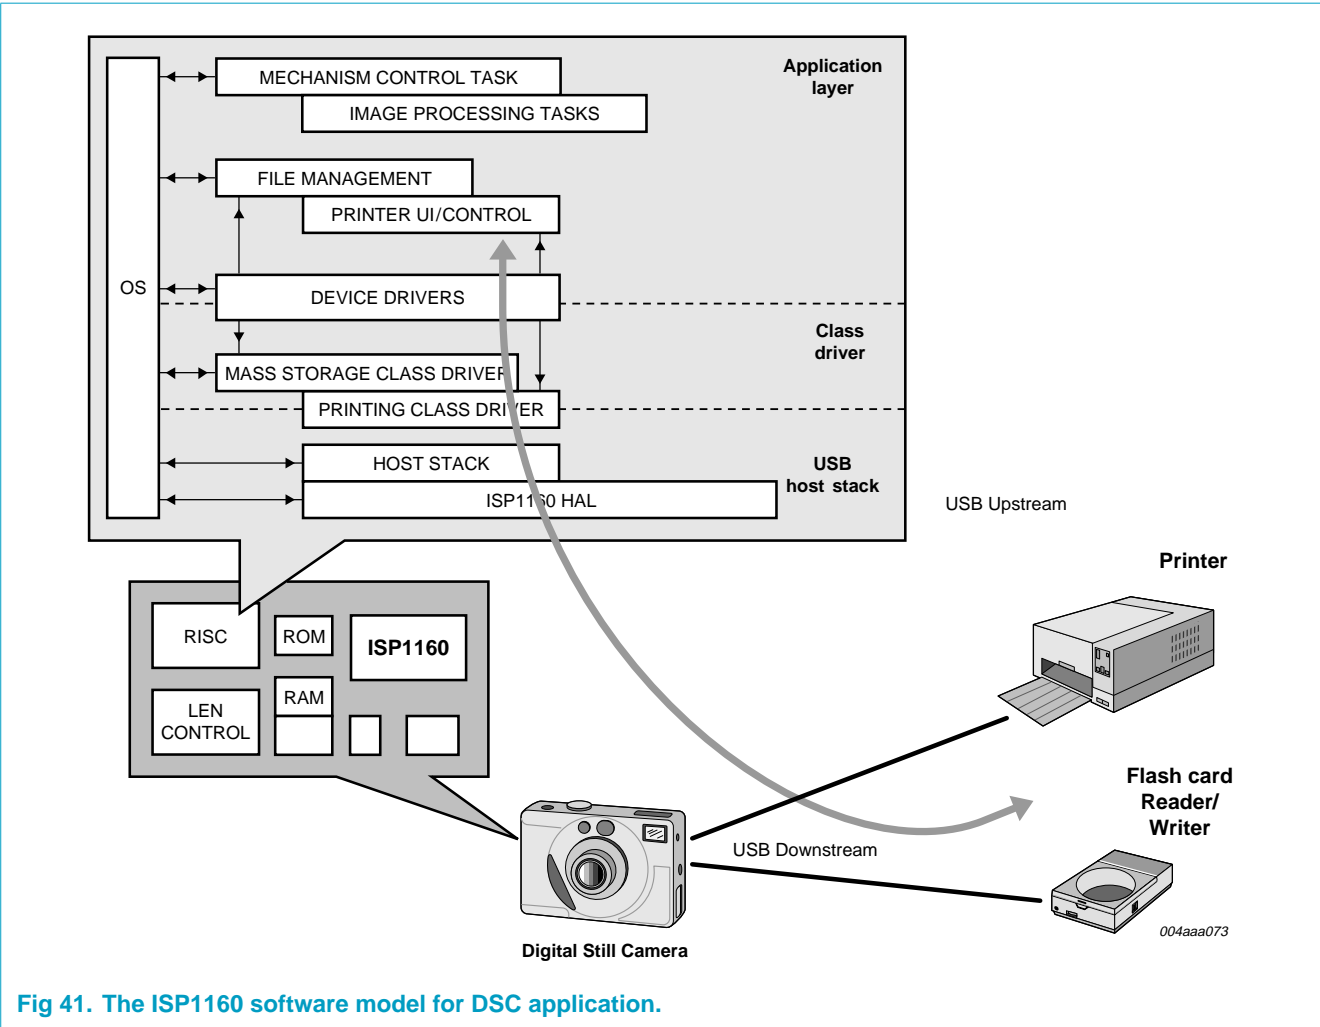 Application
layer
MECHANISM CONTROL TASK
IMAGE PROCESSING TASKS
FILE MANAGEMENT
PRINTER UI/CONTROL
OS
DEVICE DRIVERS
Class
driver
MASS STORAGE CLASS DRIVER
PRINTING CLASS DRIVER
HOST STACK
USB
host stack
ISP1160 HAL
USB Upstream
Printer
RISC
ROM
ISP1160
RAM
LEN
CONTROL
Flash card
Reader/
Writer
USB Downstream
004aaa073
Digital Still Camera
Fig 41. The ISP1160 software model for DSC application.